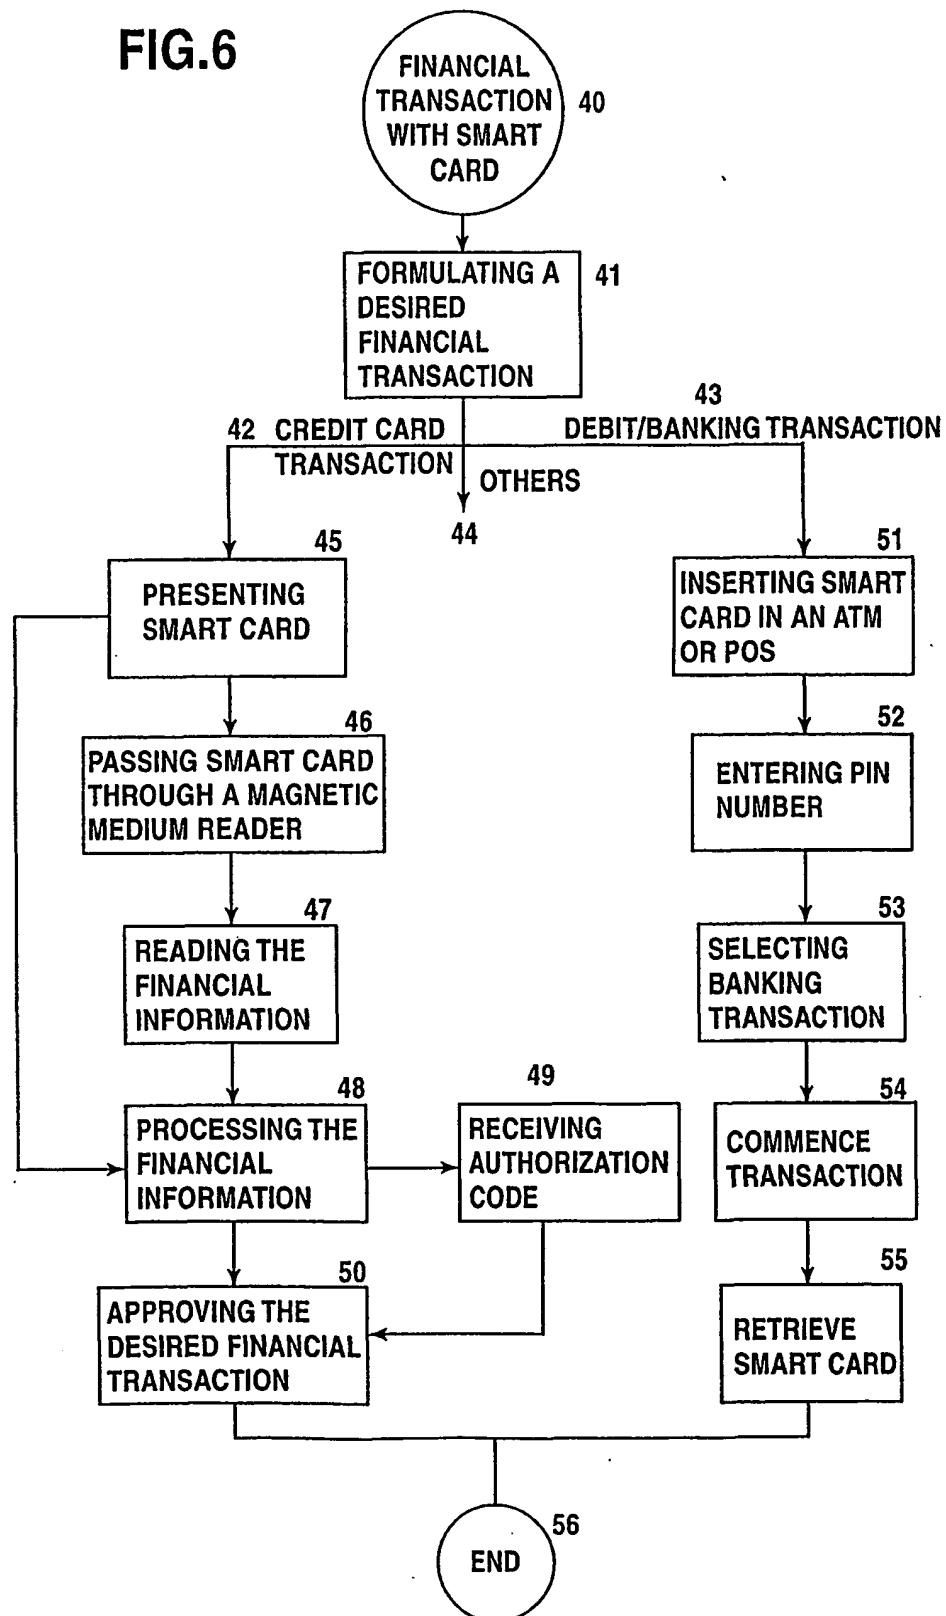 FIG.6
FINANCIAL
TRANSACTION
WITH SMART
CARD
40
FORMULATING A
DESIRED
FINANCIAL
TRANSACTION
41
42 CREDIT CARD
TRANSACTION
43
DEBIT/BANKING TRANSACTION
OTHERS
44
45
PRESENTING
SMART CARD
46
PASSING SMART CARD
THROUGH A MAGNETIC
MEDIUM READER
47
READING THE
FINANCIAL
INFORMATION
48
PROCESSING THE
FINANCIAL
INFORMATION
49
RECEIVING
AUTHORIZATION
CODE
50
APPROVING THE
DESIRED FINANCIAL
TRANSACTION
51
INSERTING SMART
CARD IN AN ATM
OR POS
52
ENTERING PIN
NUMBER
53
SELECTING
BANKING
TRANSACTION
54
COMMENCE
TRANSACTION
55
RETRIEVE
SMART CARD
56
END